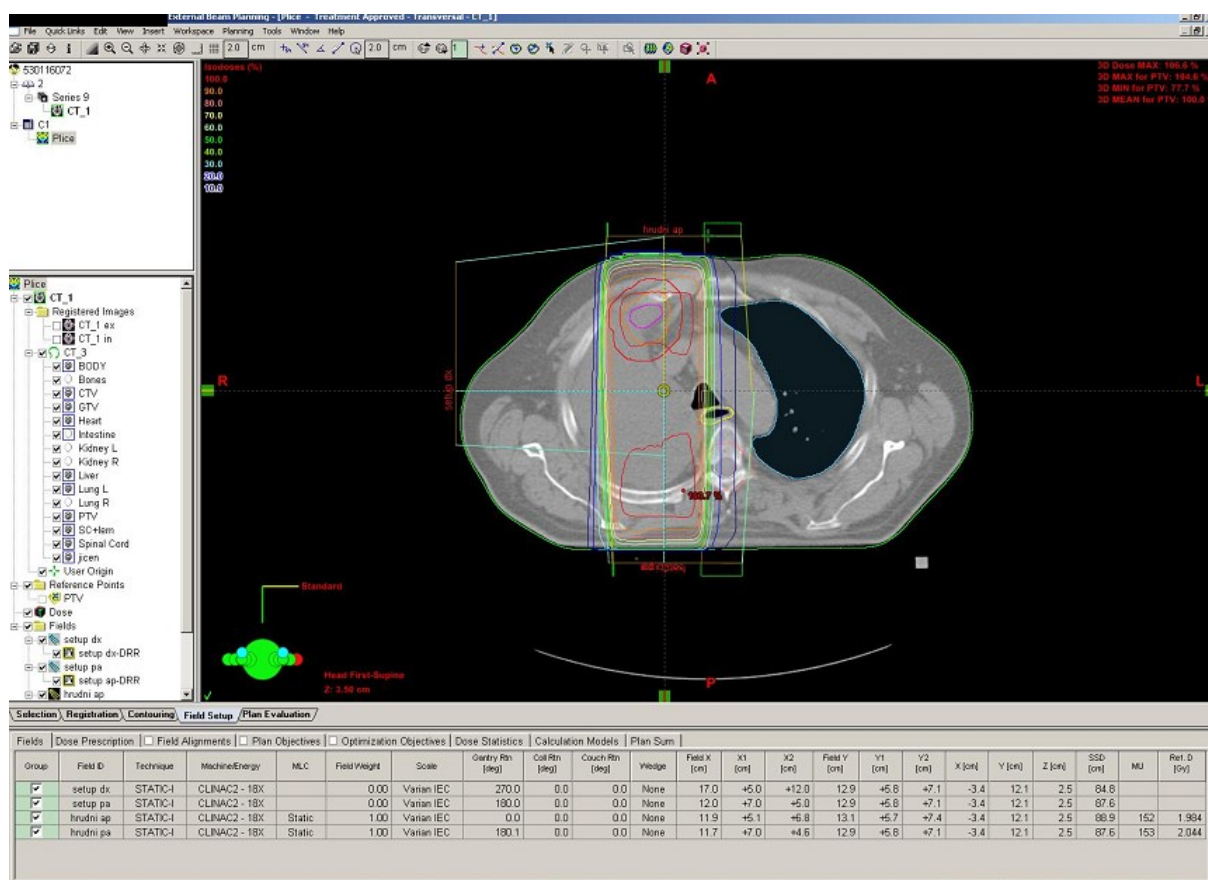 External Beam Planning - [Plice - Treatment Approved - Transversal - CT_1]
File Quick Links Edit View Insert Workspace Planning Tools Window Help
2.0 cm 2.0 cm 1
530116072
2
Series 9
CT_1
C1
Plice
Plice
CT_1
Registered Images
CT_1 ex
CT_1 in
CT_3
BODY
Bones
CTV
GTV
Heart
Intestine
Kidney L
Kidney R
Liver
Lung L
Lung R
PTV
SC+lem
Spinal Cord
jicen
User Origin
Reference Points
PTV
Dose
Fields
setup dx
setup dx-DRR
setup pa
setup ap-DRR
hrudni ap
Isodoses (%)
100.0
90.0
80.0
70.0
60.0
50.0
40.0
30.0
20.0
10.0
3D Dose MAX: 106.6 %
3D MAX for PTV: 104.6 %
3D MIN for PTV: 77.7 %
3D MEAN for PTV: 100.0
A
hrudni ap
R
setup dx
L
P
Standard
Head First-Supine
Z: 3.50 cm
Selection Registration Contouring Field Setup Plan Evaluation
Fields Dose Prescription Field Alignments Plan Objectives Optimization Objectives Dose Statistics Calculation Models Plan Sum
Group Field ID Technique Machine/Energy MLC Field Weight Scale Gantry Rtn [deg] Coll Rtn [deg] Couch Rtn [deg] Wedge Field X [cm] X1 [cm] X2 [cm] Field Y [cm] Y1 [cm] Y2 [cm] X [cm] Y [cm] Z [cm] SSD [cm] MU Ref. D [Gy]
setup dx STATIC-I CLINAC2 - 18X 0.00 Varian IEC 270.0 0.0 0.0 None 17.0 +5.0 +12.0 12.9 +5.8 +7.1 -3.4 12.1 2.5 84.8
setup pa STATIC-I CLINAC2 - 18X 0.00 Varian IEC 180.0 0.0 0.0 None 12.0 +7.0 +5.0 12.9 +5.8 +7.1 -3.4 12.1 2.5 87.6
hrudni ap STATIC-I CLINAC2 - 18X Static 1.00 Varian IEC 0.0 0.0 0.0 None 11.9 +5.1 +6.8 13.1 +5.7 +7.4 -3.4 12.1 2.5 88.9 152 1.984
hrudni pa STATIC-I CLINAC2 - 18X Static 1.00 Varian IEC 180.1 0.0 0.0 None 11.7 +7.0 +4.6 12.9 +5.8 +7.1 -3.4 12.1 2.5 87.6 153 2.044